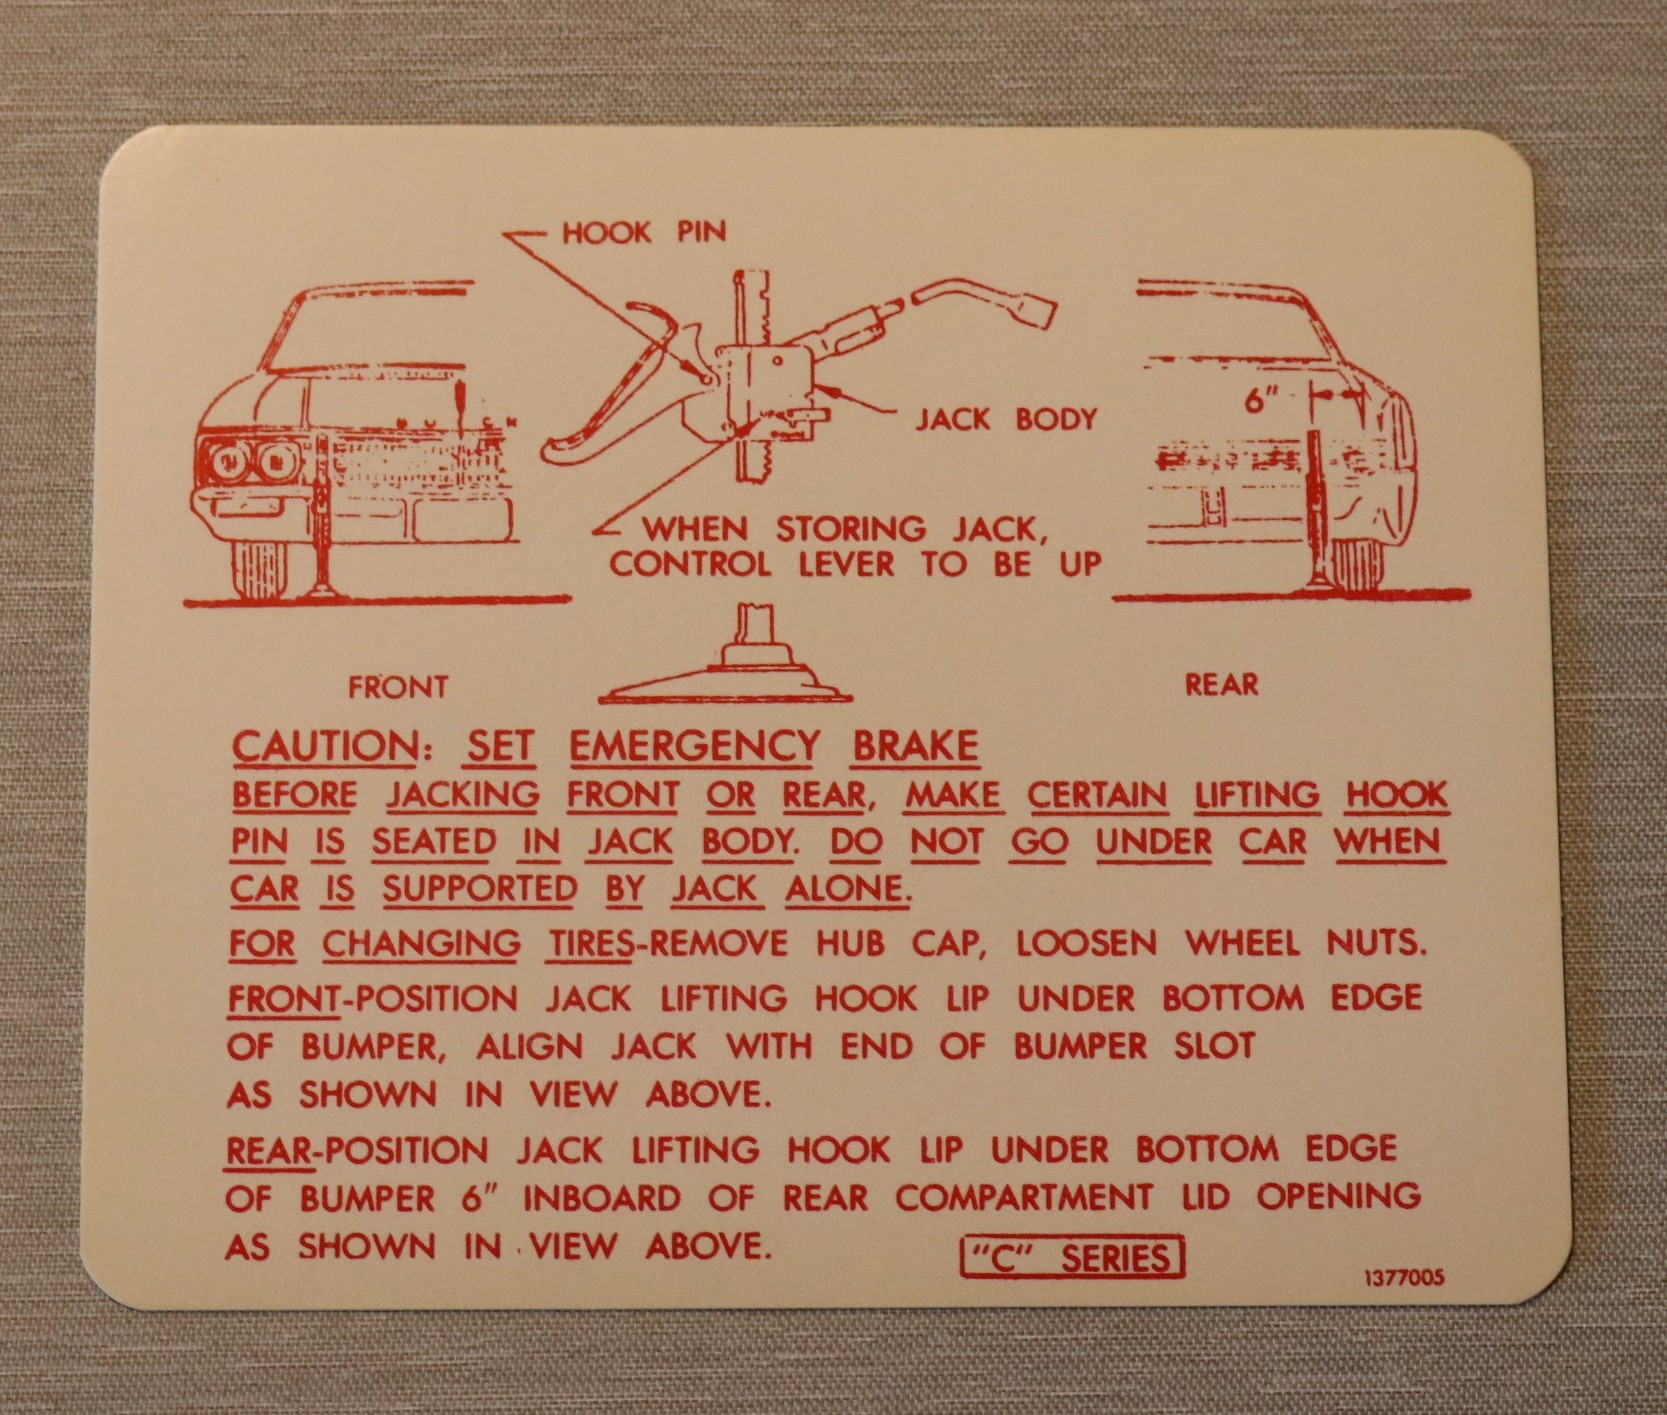 HOOK PIN
6"
JACK BODY
WHEN STORING JACK,
CONTROL LEVER TO BE UP
FRONT
REAR
CAUTION: SET EMERGENCY BRAKE
BEFORE JACKING FRONT OR REAR, MAKE CERTAIN LIFTING HOOK
PIN IS SEATED IN JACK BODY. DO NOT GO UNDER CAR WHEN
CAR IS SUPPORTED BY JACK ALONE.
FOR CHANGING TIRES-REMOVE HUB CAP, LOOSEN WHEEL NUTS.
FRONT-POSITION JACK LIFTING HOOK LIP UNDER BOTTOM EDGE
OF BUMPER, ALIGN JACK WITH END OF BUMPER SLOT
AS SHOWN IN VIEW ABOVE.
REAR-POSITION JACK LIFTING HOOK LIP UNDER BOTTOM EDGE
OF BUMPER 6" INBOARD OF REAR COMPARTMENT LID OPENING
AS SHOWN IN VIEW ABOVE.
"C" SERIES
1377005